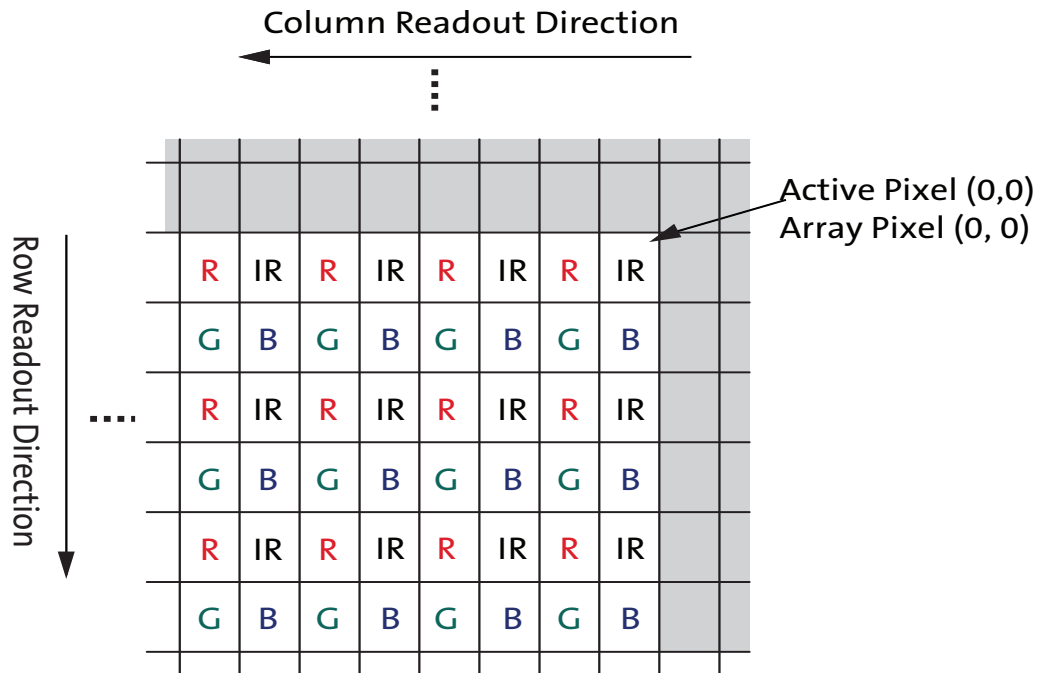 Column Readout Direction
Active Pixel (0,0)
Array Pixel (0, 0)
Row Readout Direction
R IR R IR R IR R IR
G B G B G B G B
R IR R IR R IR R IR
G B G B G B G B
R IR R IR R IR R IR
G B G B G B G B